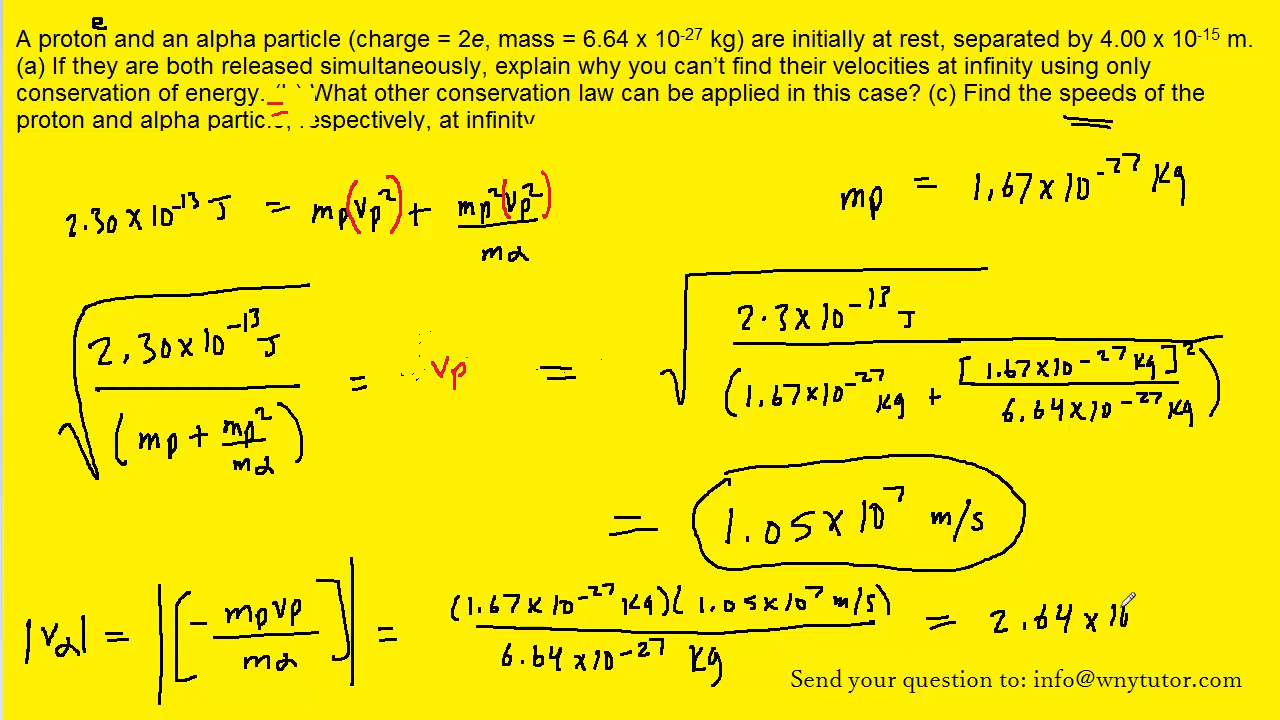 e
A proton and an alpha particle (charge = 2e, mass = 6.64 x 10⁻²⁷ kg) are initially at rest, separated by 4.00 x 10⁻¹⁵ m.
(a) If they are both released simultaneously, explain why you can't find their velocities at infinity using only
conservation of energy. What other conservation law can be applied in this case? (c) Find the speeds of the
proton and alpha particle, respectively, at infinity
2.30 x 10⁻¹³ J = mp(vp²) + mp²(vp²)/mα
mp = 1.67 x 10⁻²⁷ kg
√(2.30 x 10⁻¹³ J / (mp + mp²/mα)) = vp = √(2.3 x 10⁻¹³ J / (1.67 x 10⁻²⁷ kg + [1.67 x 10⁻²⁷ kg]²/6.64 x 10⁻²⁷ kg))
= 1.05 x 10⁷ m/s
|vα| = |[- mpvp/mα]| = (1.67 x 10⁻²⁷ kg)(1.05 x 10⁷ m/s)/6.64 x 10⁻²⁷ kg = 2.64 x 10
Send your question to: info@wnytutor.com